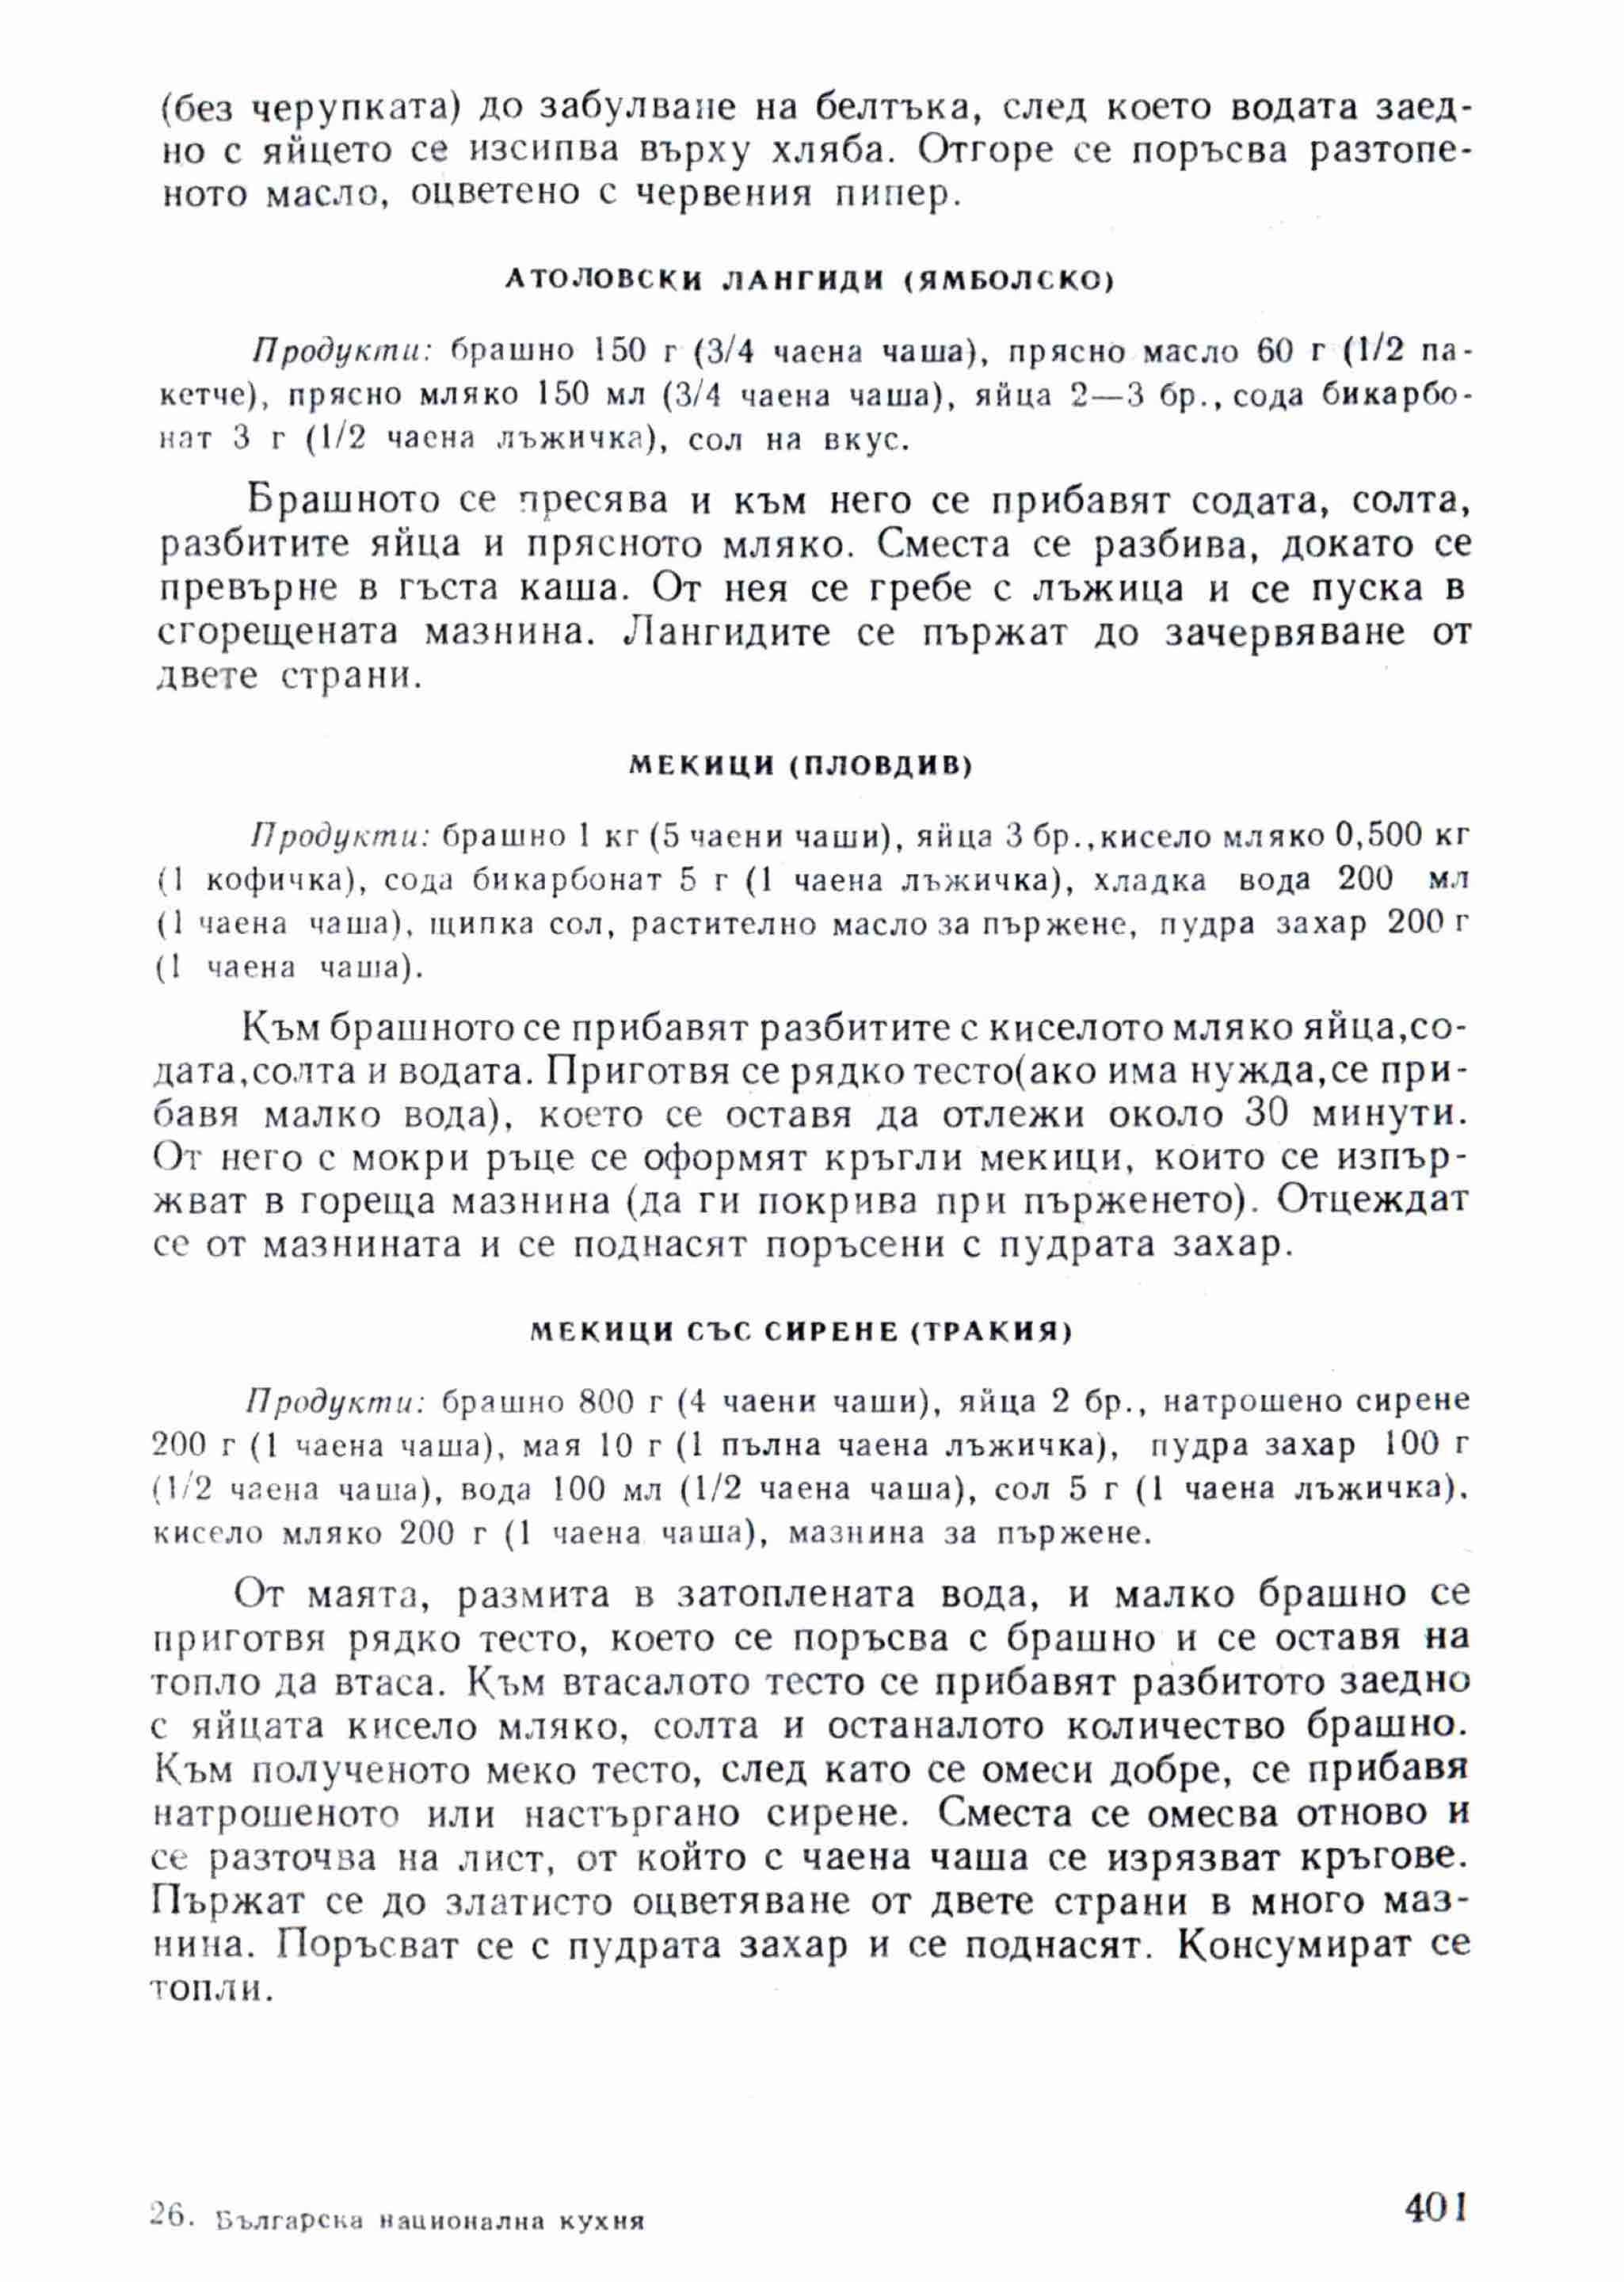 (без черупката) до забулване на белтъка, след което водата заед-
но с яйцето се изсипва върху хляба. Отгоре се поръсва разтопе-
ното масло, оцветено с червения пипер.
АТОЛОВСКИ ЛАНГИДИ (ЯМБОЛСКО)
Продукти: брашно 150 г (3/4 чаена чаша), прясно масло 60 г (1/2 па-
кетче), прясно мляко 150 мл (3/4 чаена чаша), яйца 2—3 бр., сода бикарбо-
нат 3 г (1/2 чаена лъжичка), сол на вкус.
Брашното се пресява и към него се прибавят содата, солта,
разбитите яйца и прясното мляко. Сместа се разбива, докато се
превърне в гъста каша. От нея се гребе с лъжица и се пуска в
сгорещената мазнина. Лангидите се пържат до зачервяване от
двете страни.
МЕКИЦИ (ПЛОВДИВ)
Продукти: брашно 1 кг (5 чаени чаши), яйца 3 бр.,кисело мляко 0,500 кг
(1 кофичка), сода бикарбонат 5 г (1 чаена лъжичка), хладка вода 200 мл
(1 чаена чаша), щипка сол, растително масло за пържене, пудра захар 200 г
(1 чаена чаша).
Към брашното се прибавят разбитите с киселото мляко яйца,со-
дата,солта и водата. Приготвя се рядко тесто(ако има нужда,се при-
бавя малко вода), което се оставя да отлежи около 30 минути.
От него с мокри ръце се оформят кръгли мекици, които се изпър-
жват в гореща мазнина (да ги покрива при пърженето). Отцеждат
се от мазнината и се поднасят поръсени с пудрата захар.
МЕКИЦИ СЪС СИРЕНЕ (ТРАКИЯ)
Продукти: брашно 800 г (4 чаени чаши), яйца 2 бр., натрошено сирене
200 г (1 чаена чаша), мая 10 г (1 пълна чаена лъжичка), пудра захар 100 г
(1/2 чаена чаша), вода 100 мл (1/2 чаена чаша), сол 5 г (1 чаена лъжичка),
кисело мляко 200 г (1 чаена чаша), мазнина за пържене.
От маята, размита в затоплената вода, и малко брашно се
приготвя рядко тесто, което се поръсва с брашно и се оставя на
топло да втаса. Към втасалото тесто се прибавят разбитото заедно
с яйцата кисело мляко, солта и останалото количество брашно.
Към полученото меко тесто, след като се омеси добре, се прибавя
натрошеното или настъргано сирене. Сместа се омесва отново и
се разточва на лист, от който с чаена чаша се изрязват кръгове.
Пържат се до златисто оцветяване от двете страни в много маз-
нина. Поръсват се с пудрата захар и се поднасят. Консумират се
топли.
26. Българска национална кухня
401